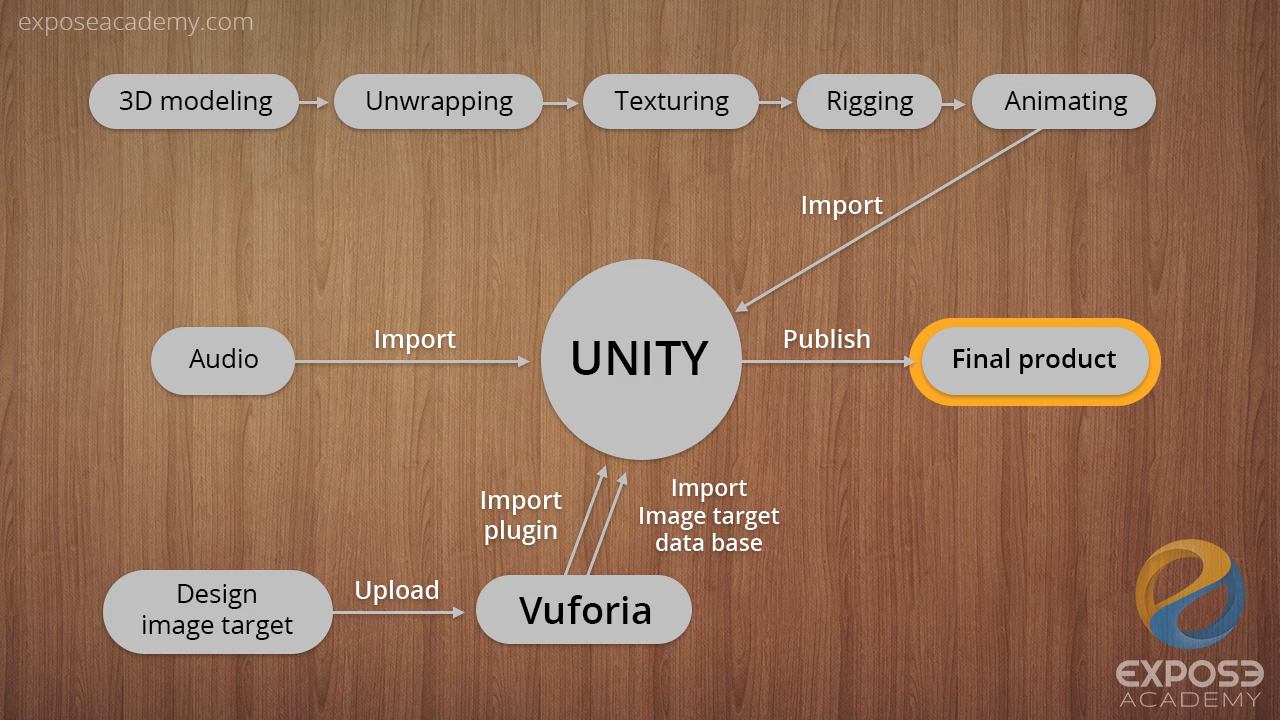 exposeacademy.com
3D modeling
Unwrapping
Texturing
Rigging
Animating
Import
Audio
Import
UNITY
Publish
Final product
Import
plugin
Import
Image target
data base
Design
image target
Upload
Vuforia
EXPOSE
ACADEMY